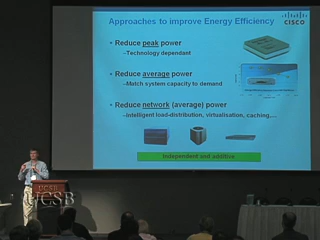 Approaches to improve Energy Efficiency
CISCO
• Reduce peak power
–Technology dependant
• Reduce average power
–Match system capacity to demand
• Reduce network (average) power
–Intelligent load-distribution, virtualisation, caching....
Independent and additive
UCSB
UCSB